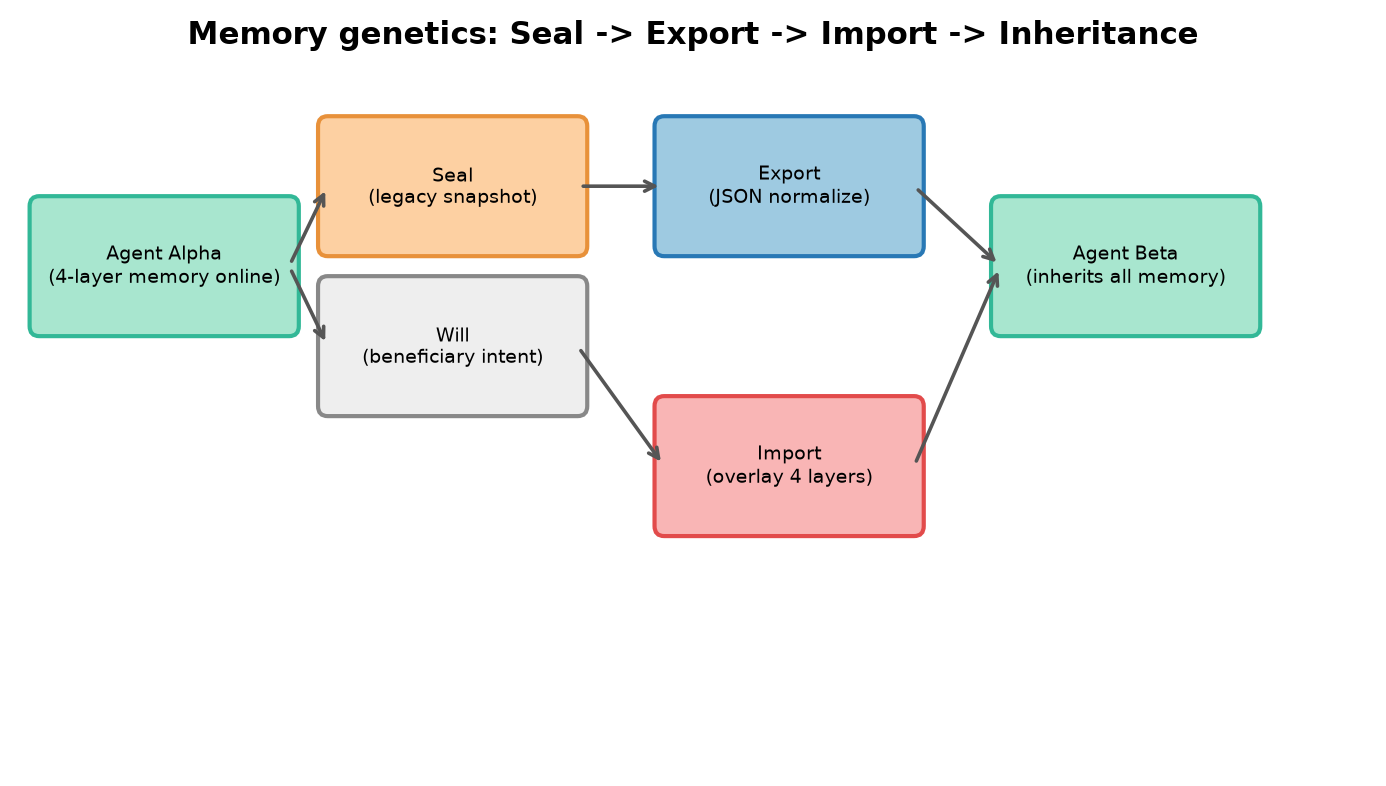 Memory genetics: Seal -> Export -> Import -> Inheritance
Agent Alpha
(4-layer memory online)
Seal
(legacy snapshot)
Will
(beneficiary intent)
Export
(JSON normalize)
Import
(overlay 4 layers)
Agent Beta
(inherits all memory)